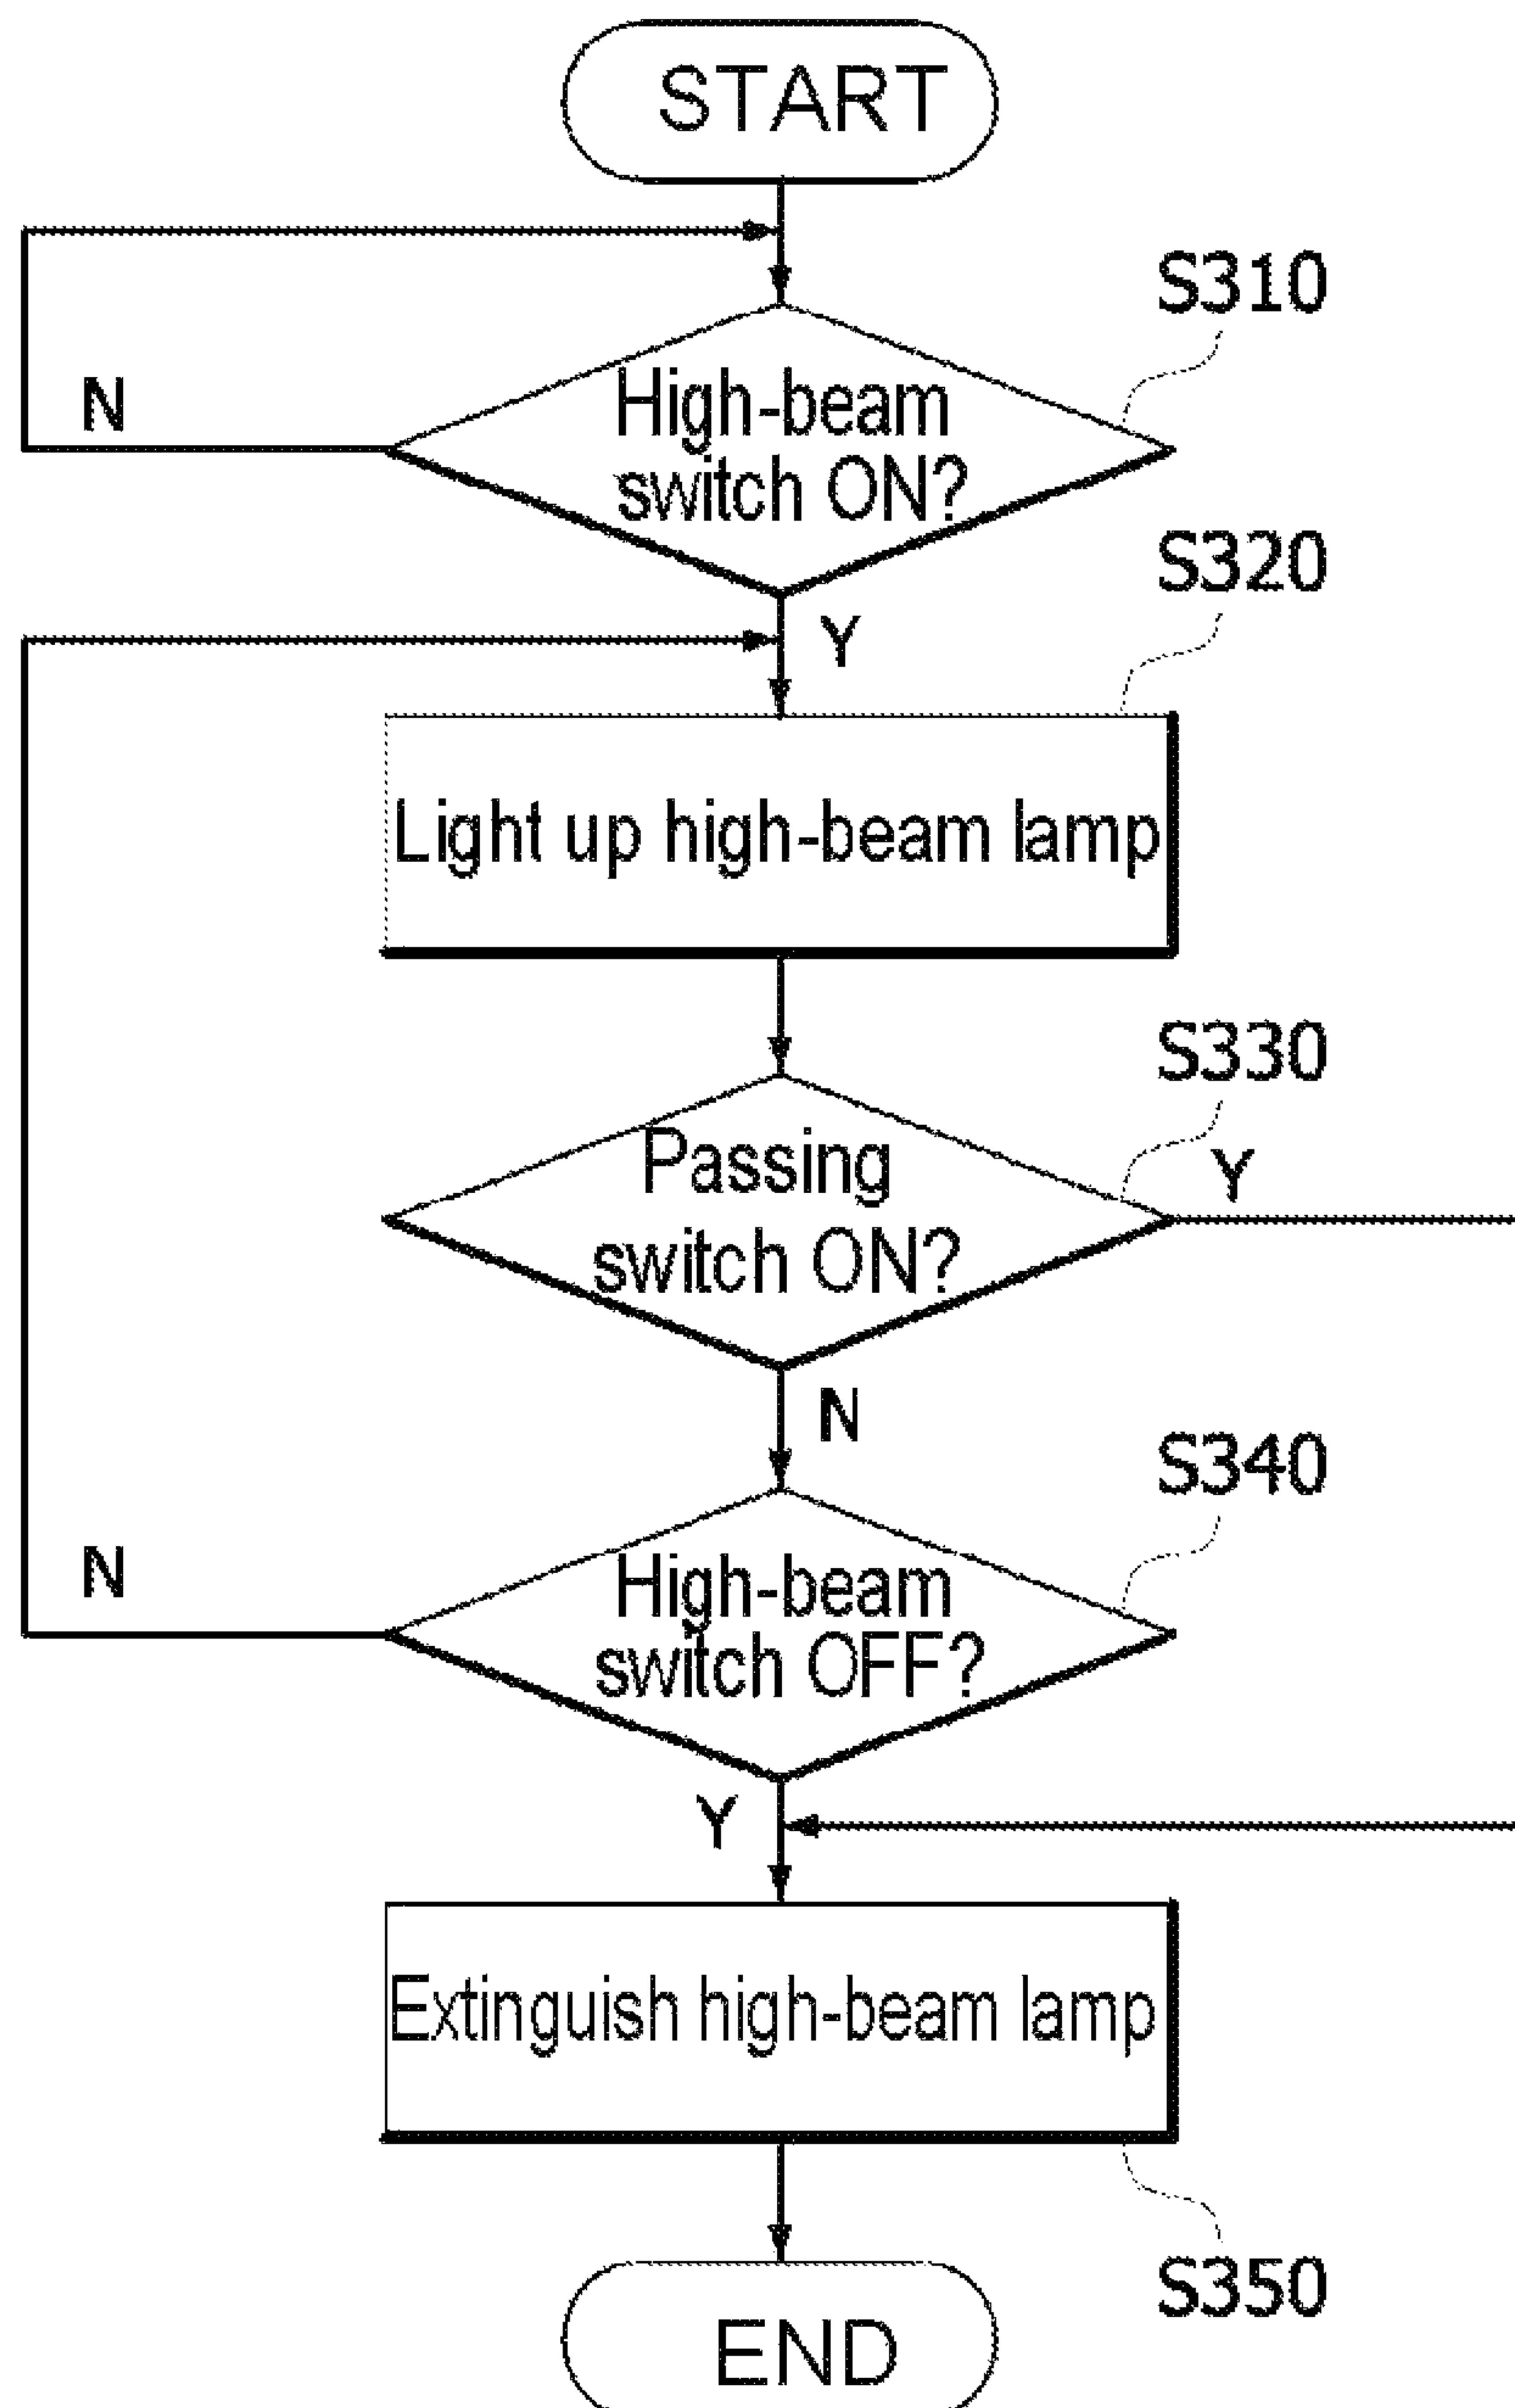 START
S310
N
High-beam
switch ON?
S320
Y
Light up high-beam lamp
S330
Passing
switch ON?
Y
N
S340
N
High-beam
switch OFF?
Y
Extinguish high-beam lamp
S350
END